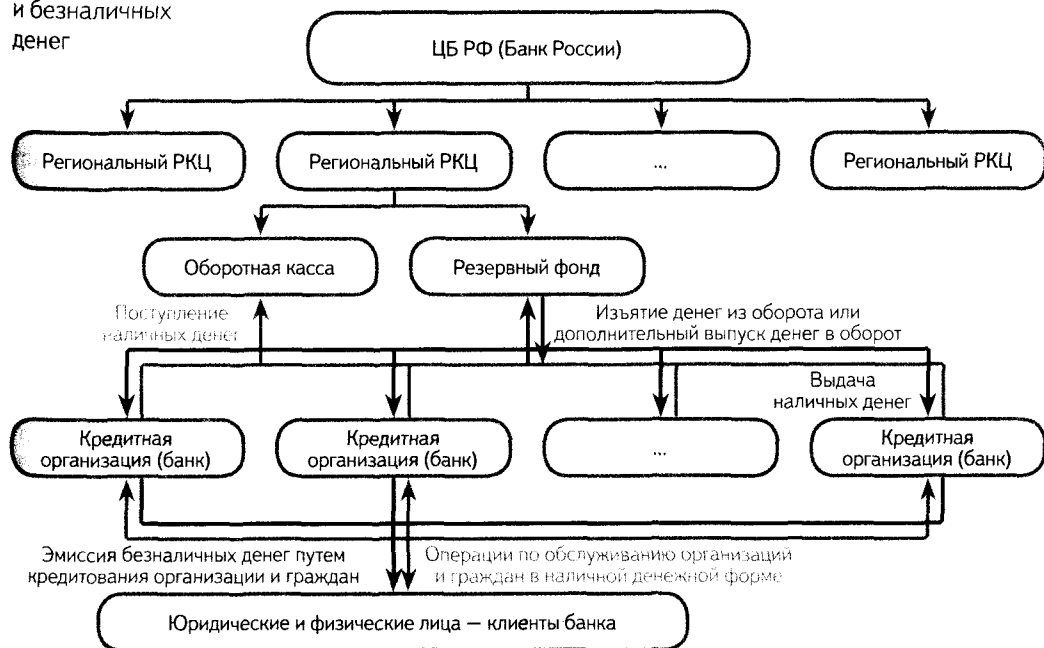 и безналичных
денег
ЦБ РФ (Банк России)
Региональный РКЦ
Региональный РКЦ
...
Региональный РКЦ
Оборотная касса
Резервный фонд
Поступление
наличных денег
Изъятие денег из оборота или
дополнительный выпуск денег в оборот
Выдача
наличных денег
Кредитная
организация (банк)
Кредитная
организация (банк)
...
Кредитная
организация (банк)
Эмиссия безналичных денег путем
кредитования организации и граждан
Операции по обслуживанию организаций
и граждан в наличной денежной форме
Юридические и физические лица — клиенты банка